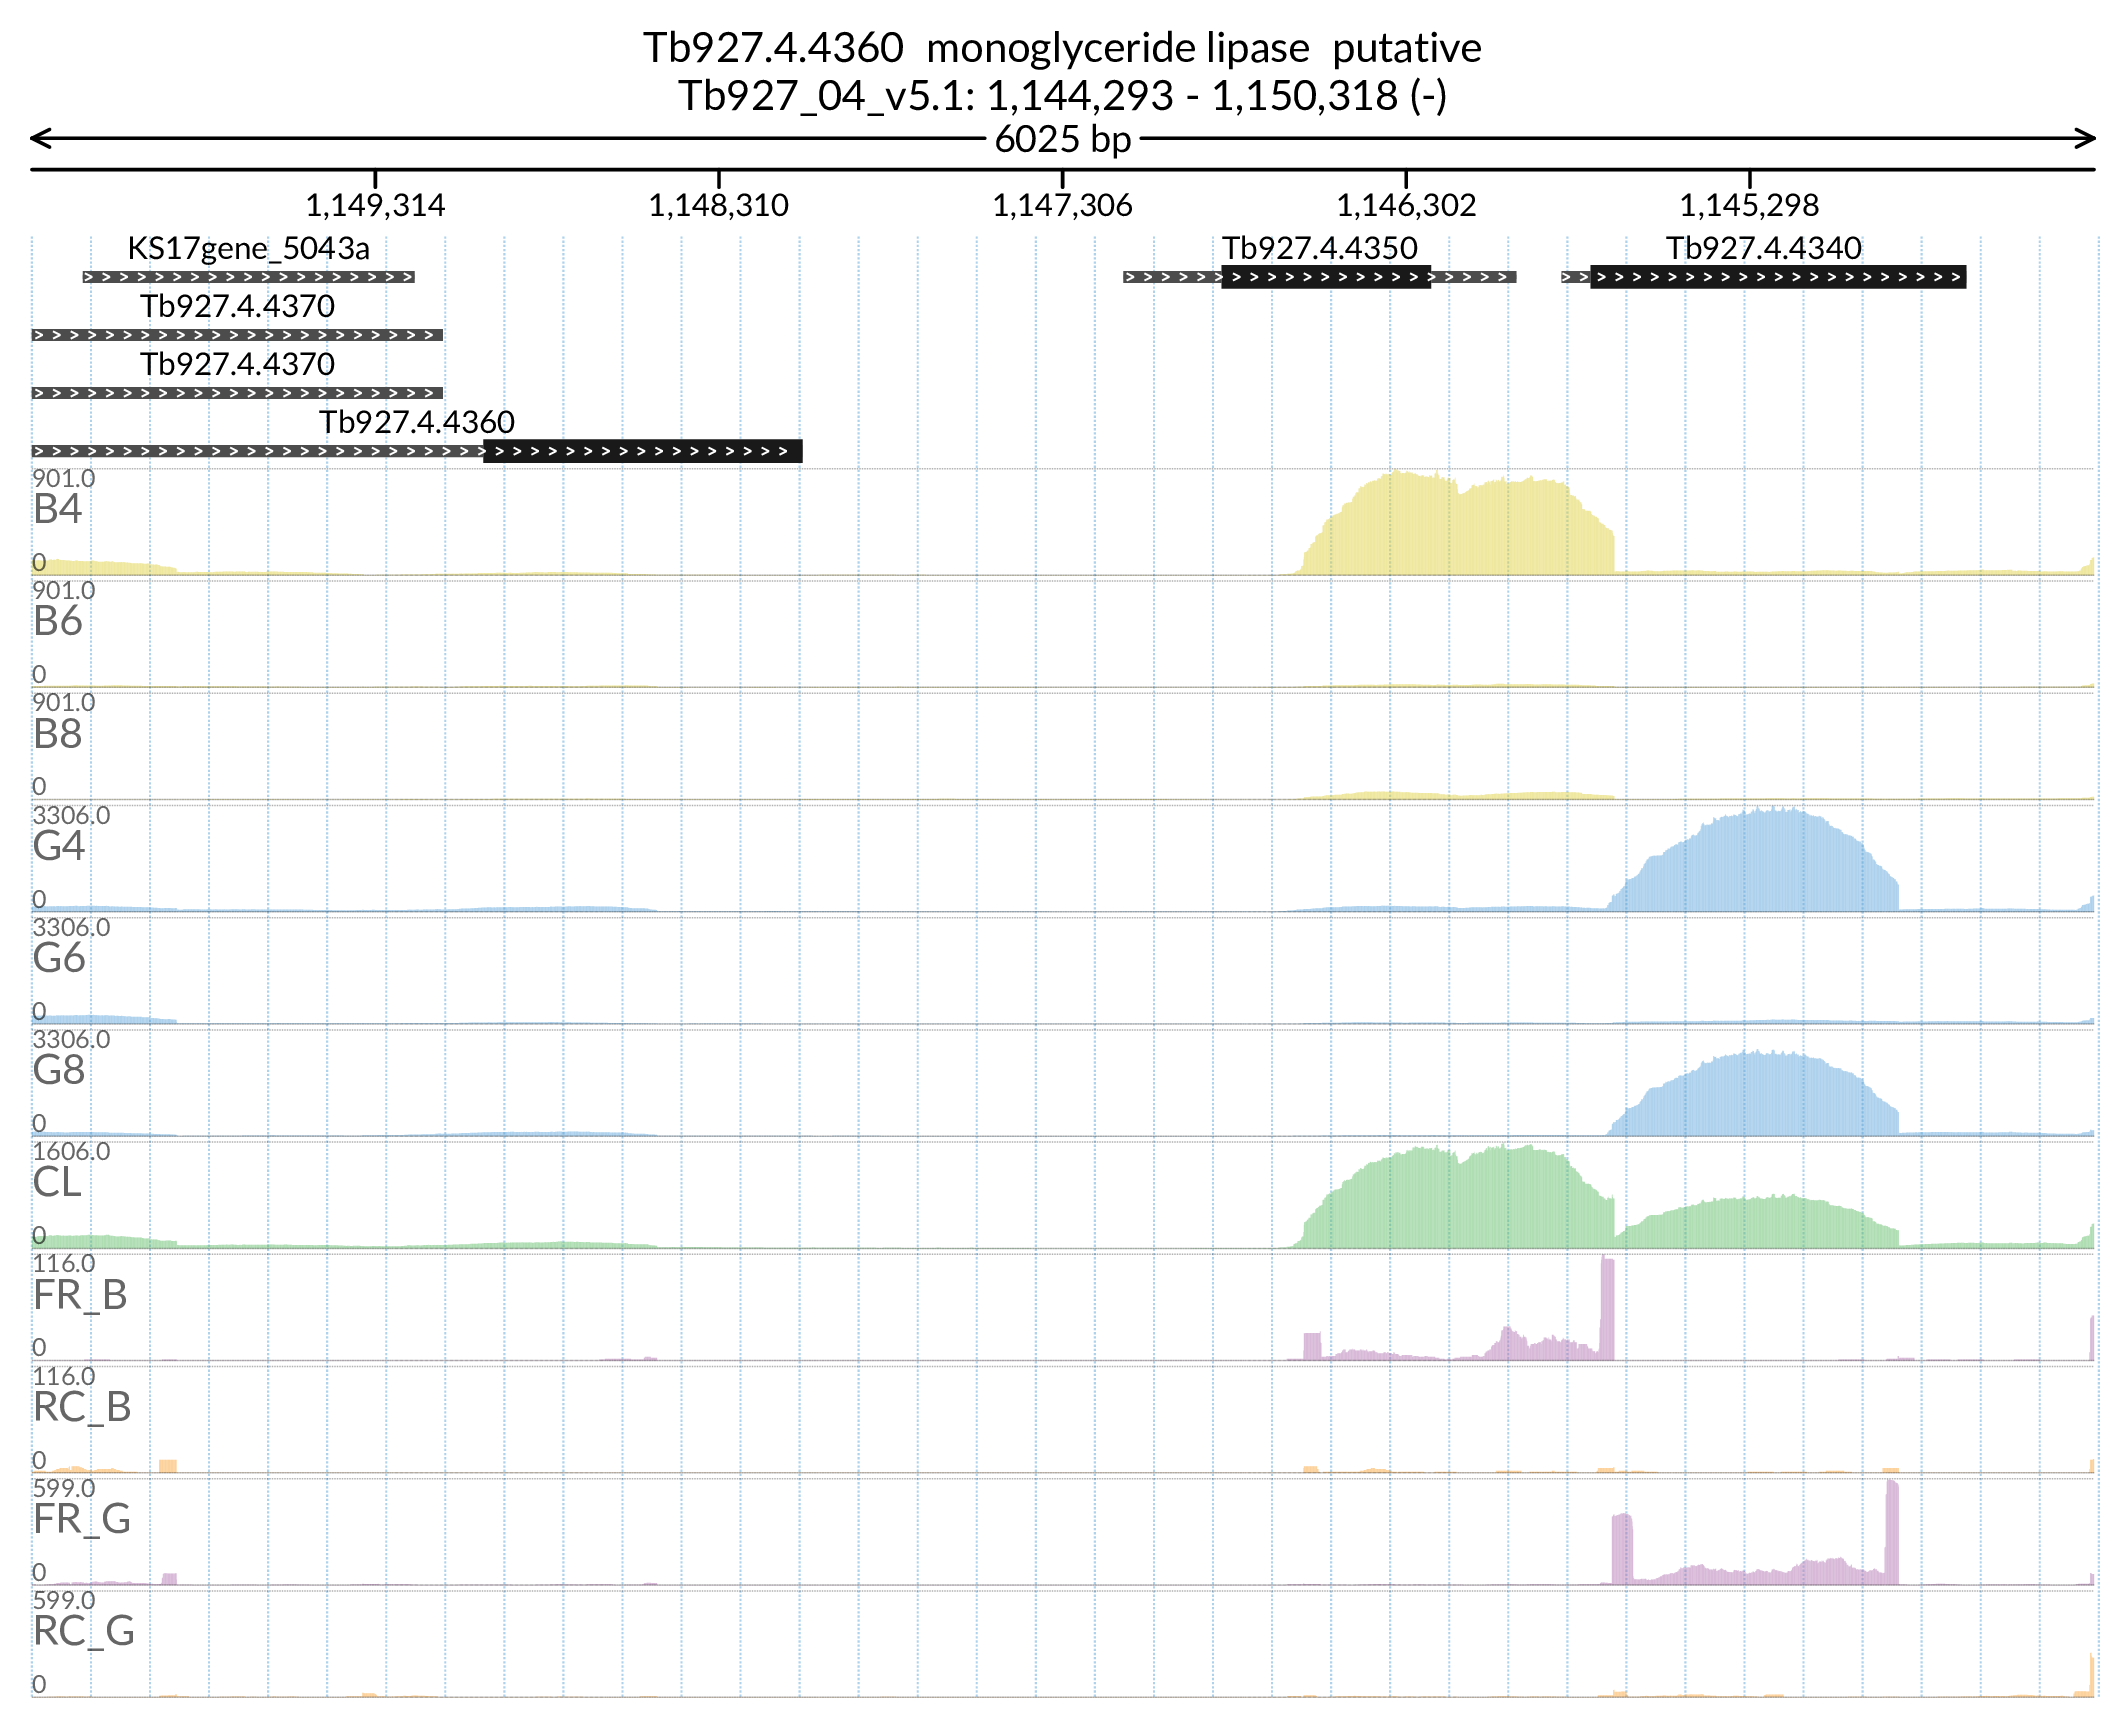 Tb927.4.4360 monoglyceride lipase putative
Tb927_04_v5.1: 1,144,293 - 1,150,318 (-)
6025 bp
1,149,314 1,148,310 1,147,306 1,146,302 1,145,298
KS17gene_5043a Tb927.4.4350 Tb927.4.4340
Tb927.4.4370
Tb927.4.4370
Tb927.4.4360
901.0
B4
0
901.0
B6
0
901.0
B8
0
3306.0
G4
0
3306.0
G6
0
3306.0
G8
0
1606.0
CL
0
116.0
FR_B
0
116.0
RC_B
0
599.0
FR_G
0
599.0
RC_G
0